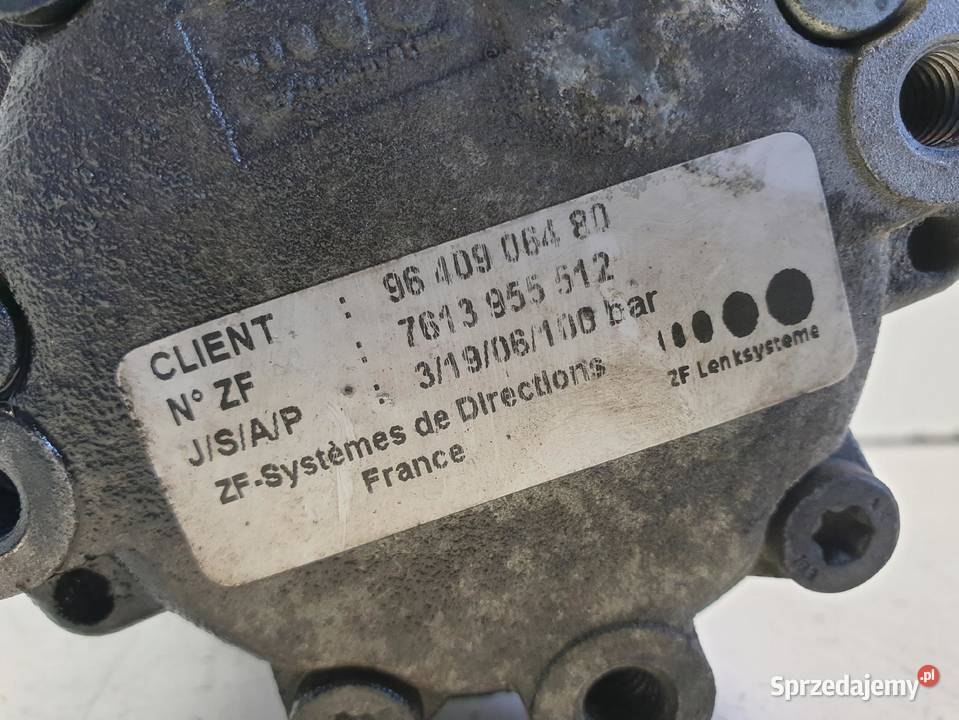 CLIENT : 96 409 064 80
N° ZF : 7613 955 512
J/S/A/P : 3/19/06/100 bar
ZF-Systèmes de Directions
France
ZF Lenksysteme
Sprzedajemy.pl